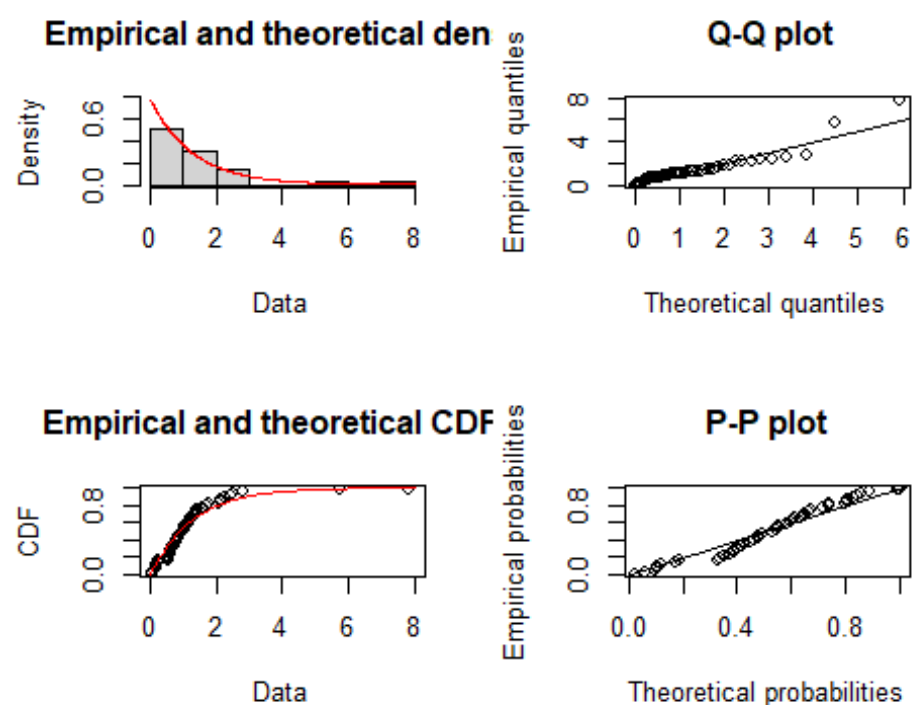 Empirical and theoretical den
Density
0.0 0.6
0 2 4 6 8
Data
Q-Q plot
Empirical quantiles
0 4 8
0 1 2 3 4 5 6
Theoretical quantiles
Empirical and theoretical CDF
CDF
0.0 0.8
0 2 4 6 8
Data
P-P plot
Empirical probabilities
0.0 0.8
0.0 0.4 0.8
Theoretical probabilities